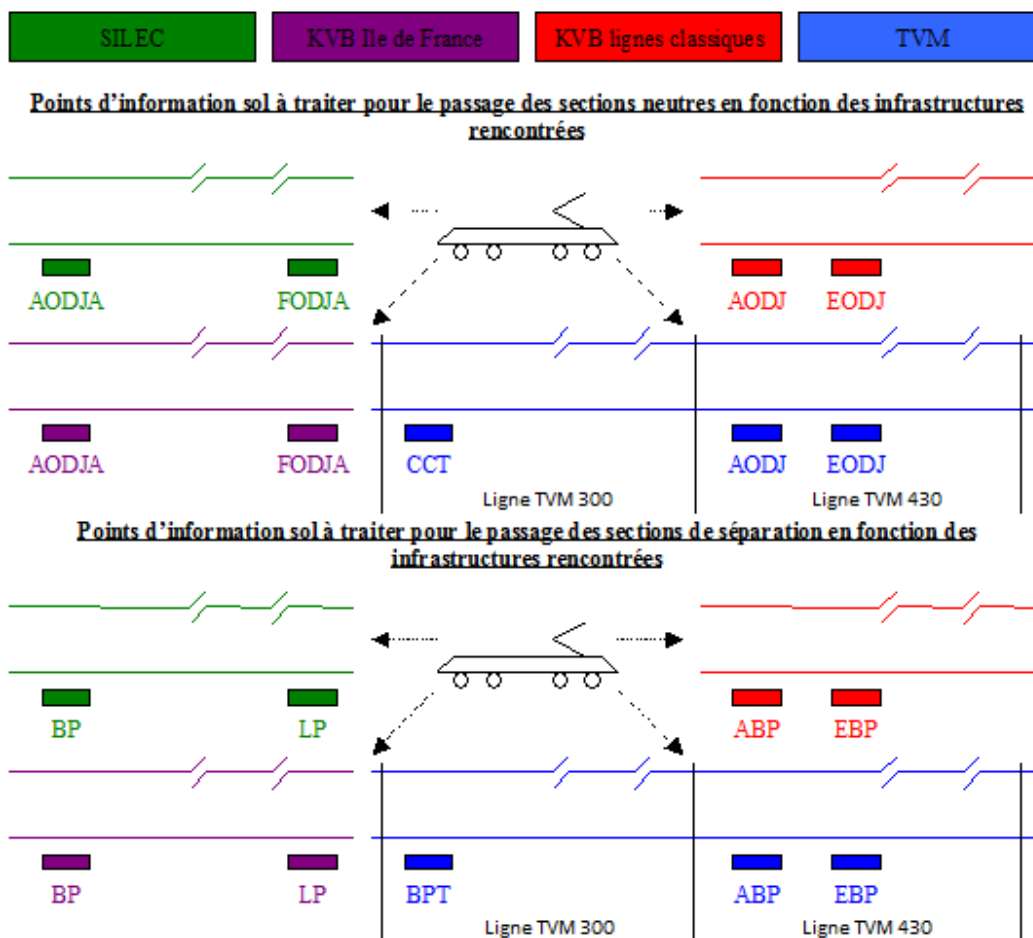 SILEC KVB Ile de France KVB lignes classiques TVM
Points d'information sol à traiter pour le passage des sections neutres en fonction des infrastructures
rencontrées
AODJA FODJA AODJ EODJ
AODJA FODJA CCT AODJ EODJ
Ligne TVM 300 Ligne TVM 430
Points d'information sol à traiter pour le passage des sections de séparation en fonction des
infrastructures rencontrées
BP LP ABP EBP
BP LP BPT ABP EBP
Ligne TVM 300 Ligne TVM 430